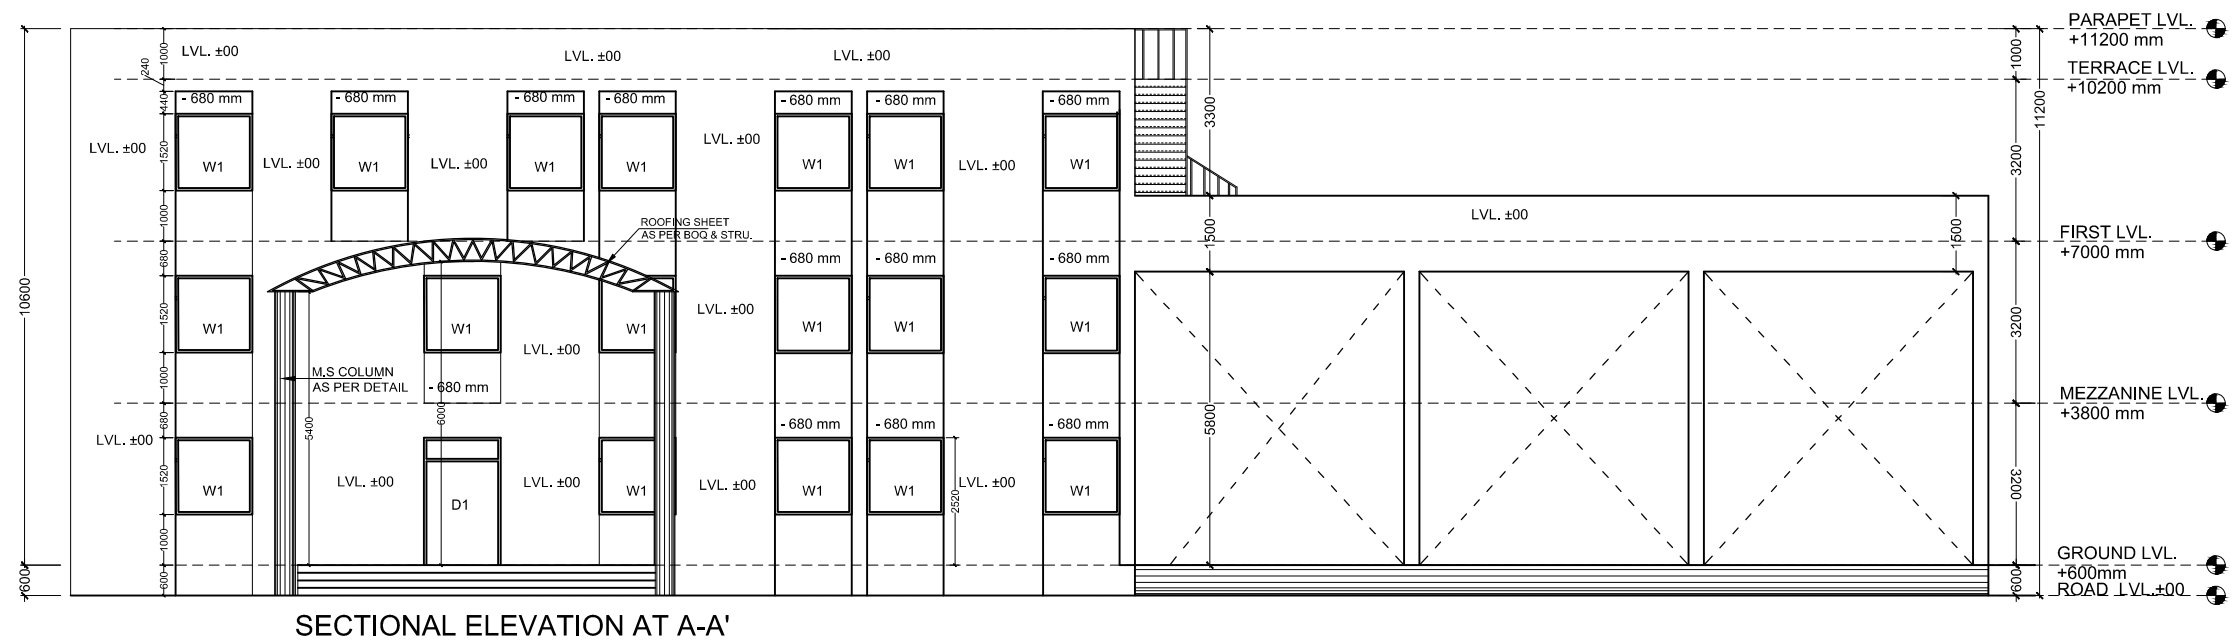 PARAPET LVL.
+11200 mm
LVL. ±00
LVL. ±00
LVL. ±00
1000
1000
TERRACE LVL.
+10200 mm
240
440
- 680 mm
- 680 mm
- 680 mm
- 680 mm
- 680 mm
- 680 mm
- 680 mm
3300
11200
LVL. ±00
1520
W1
LVL. ±00
W1
LVL. ±00
W1
W1
LVL. ±00
W1
W1
LVL. ±00
W1
3200
1000
ROOFING SHEET
AS PER BOQ & STRU.
LVL. ±00
1500
1500
FIRST LVL.
+7000 mm
680
- 680 mm
- 680 mm
- 680 mm
10600
1520
W1
W1
W1
LVL. ±00
W1
W1
W1
3200
LVL. ±00
M.S COLUMN
AS PER DETAIL
1000
- 680 mm
MEZZANINE LVL.
+3800 mm
680
5400
6000
- 680 mm
- 680 mm
- 680 mm
5800
LVL. ±00
1520
W1
LVL. ±00
D1
LVL. ±00
W1
LVL. ±00
W1
W1
2520
LVL. ±00
W1
3200
1000
GROUND LVL.
+600mm
600
600
600
ROAD LVL.±00
SECTIONAL ELEVATION AT A-A'